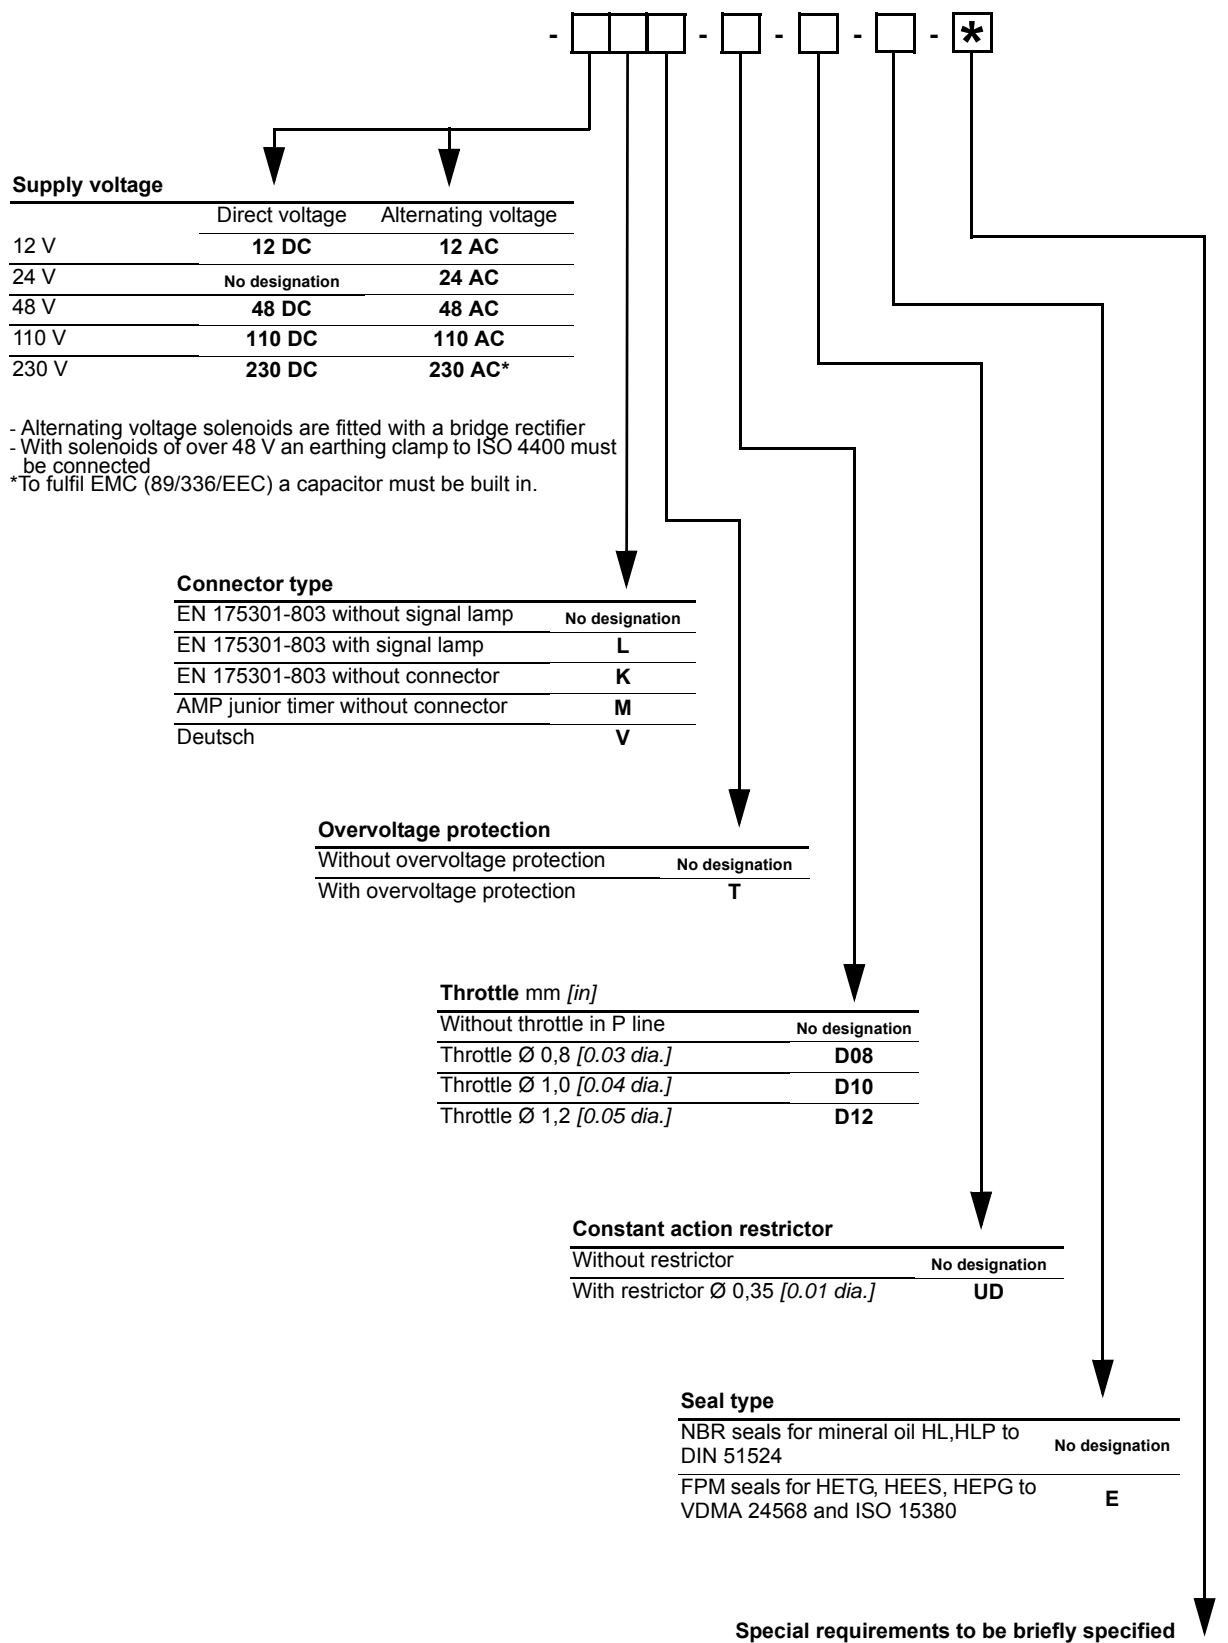 - - - - *
Supply voltage
Direct voltage Alternating voltage
12 V 12 DC 12 AC
24 V No designation 24 AC
48 V 48 DC 48 AC
110 V 110 DC 110 AC
230 V 230 DC 230 AC*
- Alternating voltage solenoids are fitted with a bridge rectifier
- With solenoids of over 48 V an earthing clamp to ISO 4400 must
be connected
*To fulfil EMC (89/336/EEC) a capacitor must be built in.
Connector type
EN 175301-803 without signal lamp No designation
EN 175301-803 with signal lamp L
EN 175301-803 without connector K
AMP junior timer without connector M
Deutsch V
Overvoltage protection
Without overvoltage protection No designation
With overvoltage protection T
Throttle mm [in]
Without throttle in P line No designation
Throttle Ø 0,8 [0.03 dia.] D08
Throttle Ø 1,0 [0.04 dia.] D10
Throttle Ø 1,2 [0.05 dia.] D12
Constant action restrictor
Without restrictor No designation
With restrictor Ø 0,35 [0.01 dia.] UD
Seal type
NBR seals for mineral oil HL,HLP to
DIN 51524 No designation
FPM seals for HETG, HEES, HEPG to
VDMA 24568 and ISO 15380 E
Special requirements to be briefly specified